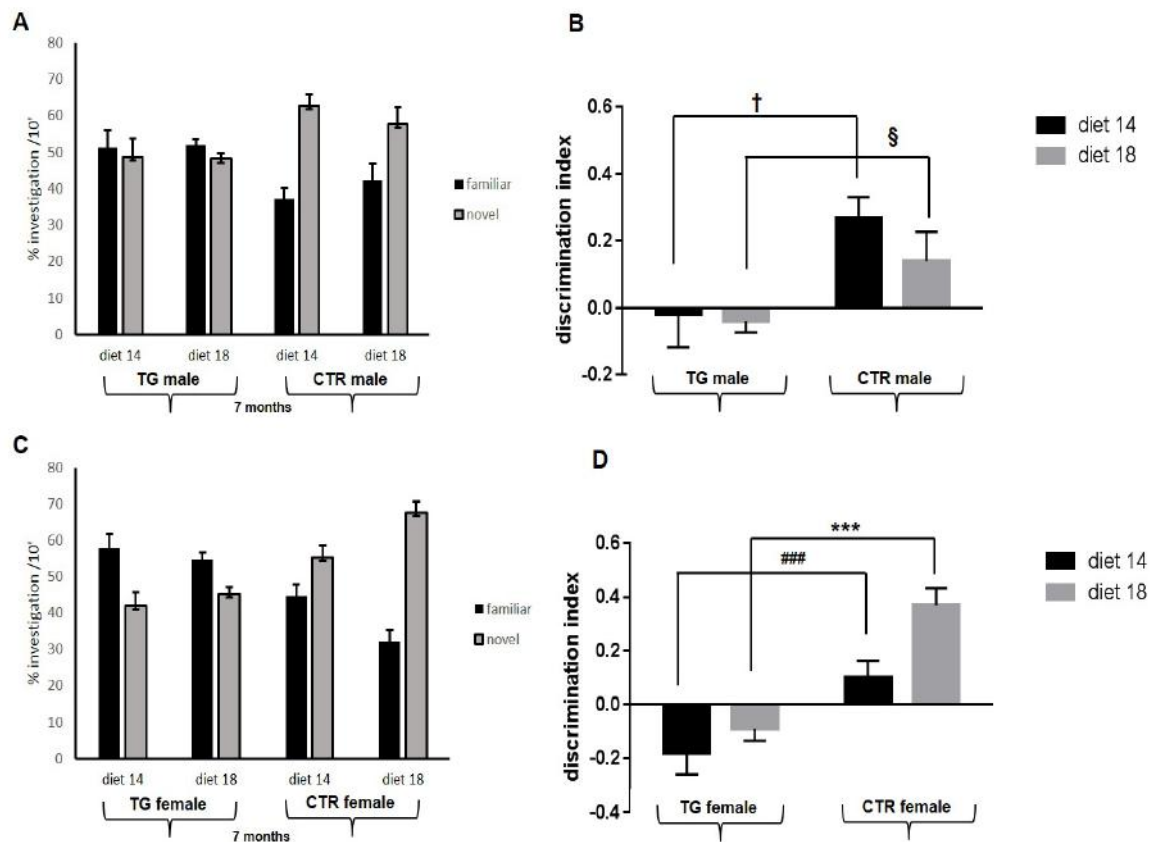 A
80
70
60
50
40
30
20
10
0
% investigation /10'
familiar
novel
diet 14 diet 18 diet 14 diet 18
TG male CTR male
7 months
B
0.6
0.4
0.2
0.0
-0.2
discrimination index
†
§
diet 14
diet 18
TG male CTR male
C
80
70
60
50
40
30
20
10
0
% investigation /10'
familiar
novel
diet 14 diet 18 diet 14 diet 18
TG female CTR female
7 months
D
0.6
0.4
0.2
0.0
-0.2
-0.4
discrimination index
***
###
diet 14
diet 18
TG female CTR female